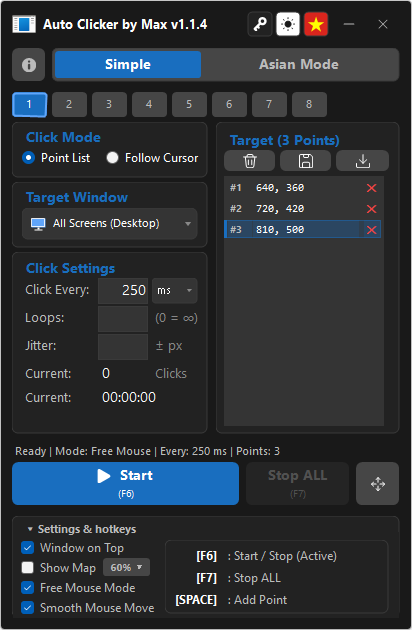 Auto Clicker by Max v1.1.4
Simple
Asian Mode
1 2 3 4 5 6 7 8
Click Mode
Point List Follow Cursor
Target Window
All Screens (Desktop)
Click Settings
Click Every: 250 ms
Loops: (0 = ∞)
Jitter: ± px
Current: 0 Clicks
Current: 00:00:00
Target (3 Points)
#1 640, 360
#2 720, 420
#3 810, 500
Ready | Mode: Free Mouse | Every: 250 ms | Points: 3
Start
(F6)
Stop ALL
(F7)
Settings & hotkeys
Window on Top
Show Map 60%
Free Mouse Mode
Smooth Mouse Move
[F6] : Start / Stop (Active)
[F7] : Stop ALL
[SPACE] : Add Point